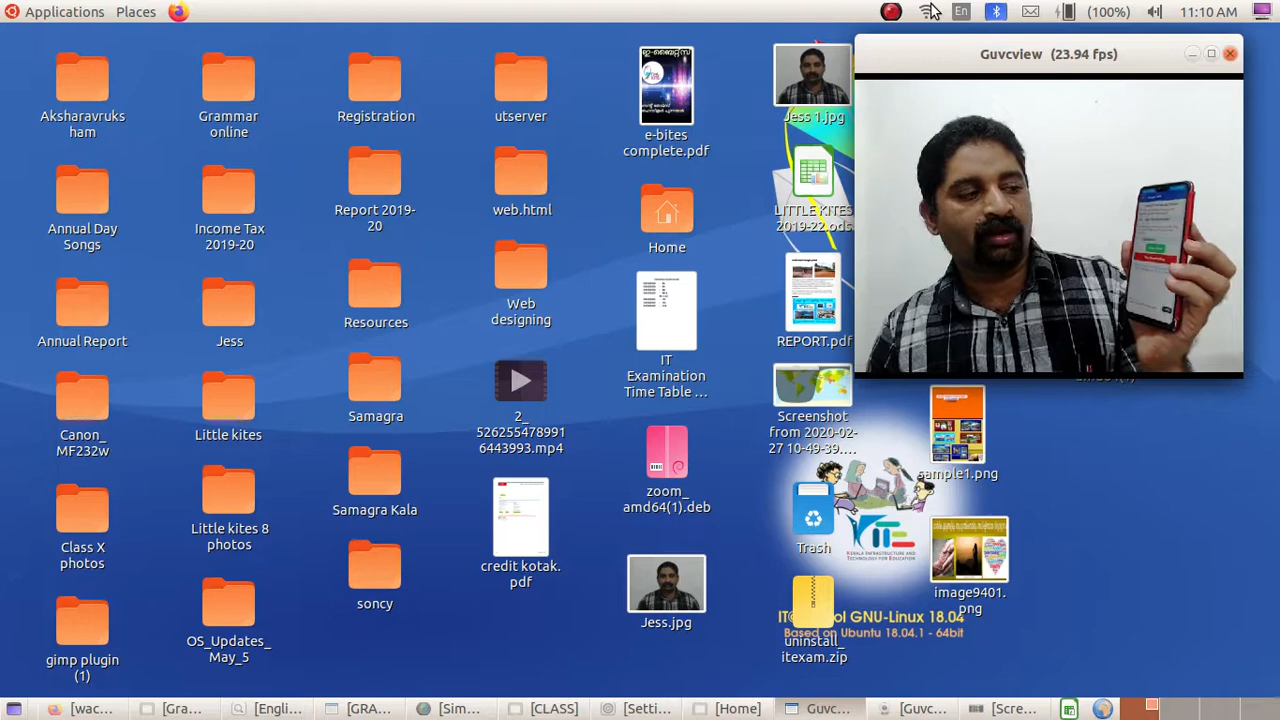 Applications Places
En
(100%)
11:10 AM
Guvcview (23.94 fps)
Aksharavruks
ham
Grammar
online
Registration
utserver
ഇ-ബൈറ്റ്സ്
e-bites
complete.pdf
Jess 1.jpg
Annual Day
Songs
Income Tax
2019-20
Report 2019-
20
web.html
Home
LITTLE KITES
2019-22.ods
Annual Report
Jess
Resources
Web
designing
IT
Examination
Time Table ...
REPORT.pdf
Canon_
MF232w
Little kites
Samagra
2_
526255478991
6443993.mp4
zoom_
amd64(1).deb
Screenshot
from 2020-02-
27 10-49-39....
sample1.png
Class X
photos
Little kites 8
photos
Samagra Kala
credit kotak.
pdf
Jess.jpg
Trash
KERALA INFRASTRUCTURE
AND TECHNOLOGY FOR EDUCATION
image9401.
png
gimp plugin
(1)
OS_Updates_
May_5
soncy
uninstall_
itexam.zip
GNU-Linux 18.04
Based on Ubuntu 18.04.1 - 64bit
[wac... [Gra... [Engli... [GRA... [Sim... [CLASS] [Setti... [Home] Guvc... [Guvc... [Scre...